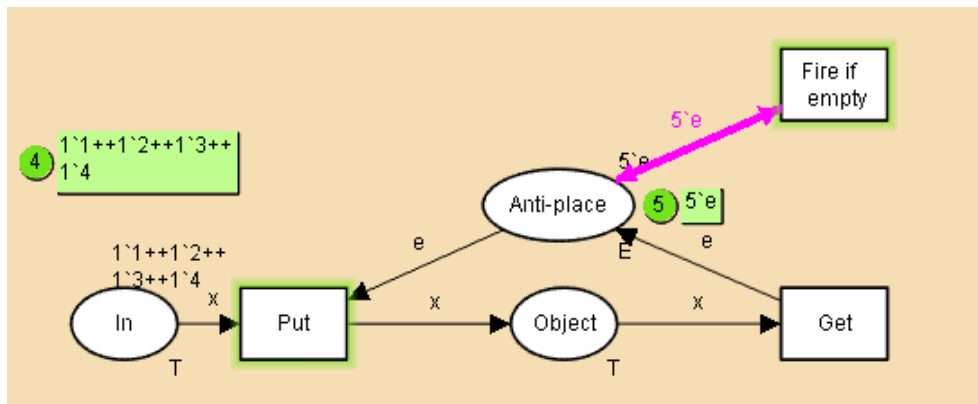 Fire if
empty
5`e
4
1`1++1`2++1`3++
1`4
5`e
Anti-place
5
5`e
E
e
e
1`1++1`2++
1`3++1`4
x
In
T
Put
x
Object
T
x
Get